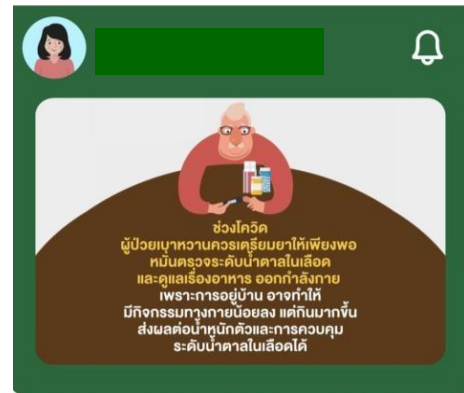 ช่วงโควิด
ผู้ป่วยเบาหวานควรเตรียมยาให้เพียงพอ
หมั่นตรวจระดับน้ำตาลในเลือด
และดูแลเรื่องอาหาร ออกกำลังกาย
เพราะการอยู่บ้าน อาจทำให้
มีกิจกรรมทางกายน้อยลง แต่กินมากขึ้น
ส่งผลต่อน้ำหนักตัวและการควบคุม
ระดับน้ำตาลในเลือดได้